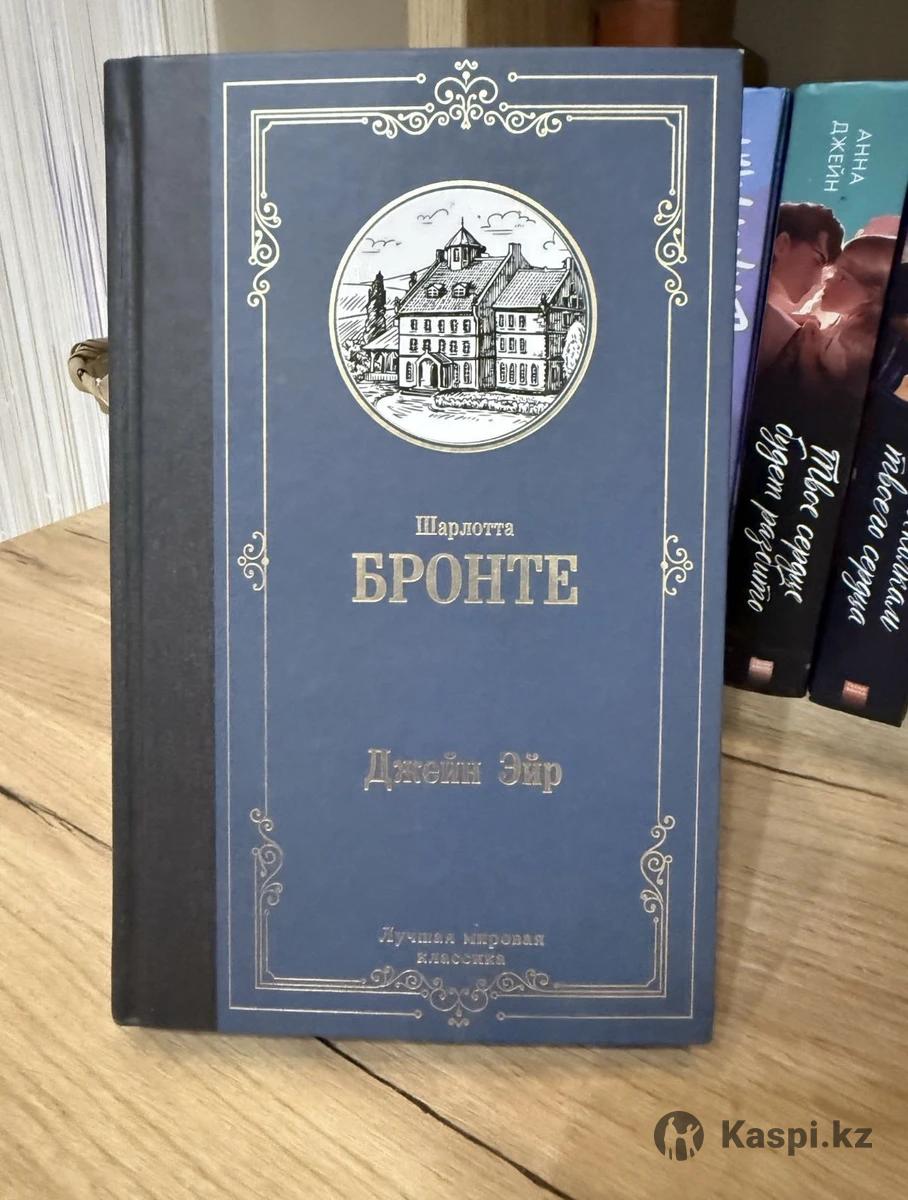 Шарлотта
БРОНТЕ
Джейн Эйр
Лучшая мировая
классика
АННА
ДЖЕЙН
Твое сердце
будет разбито
твоего сердца
Kaspi.kz